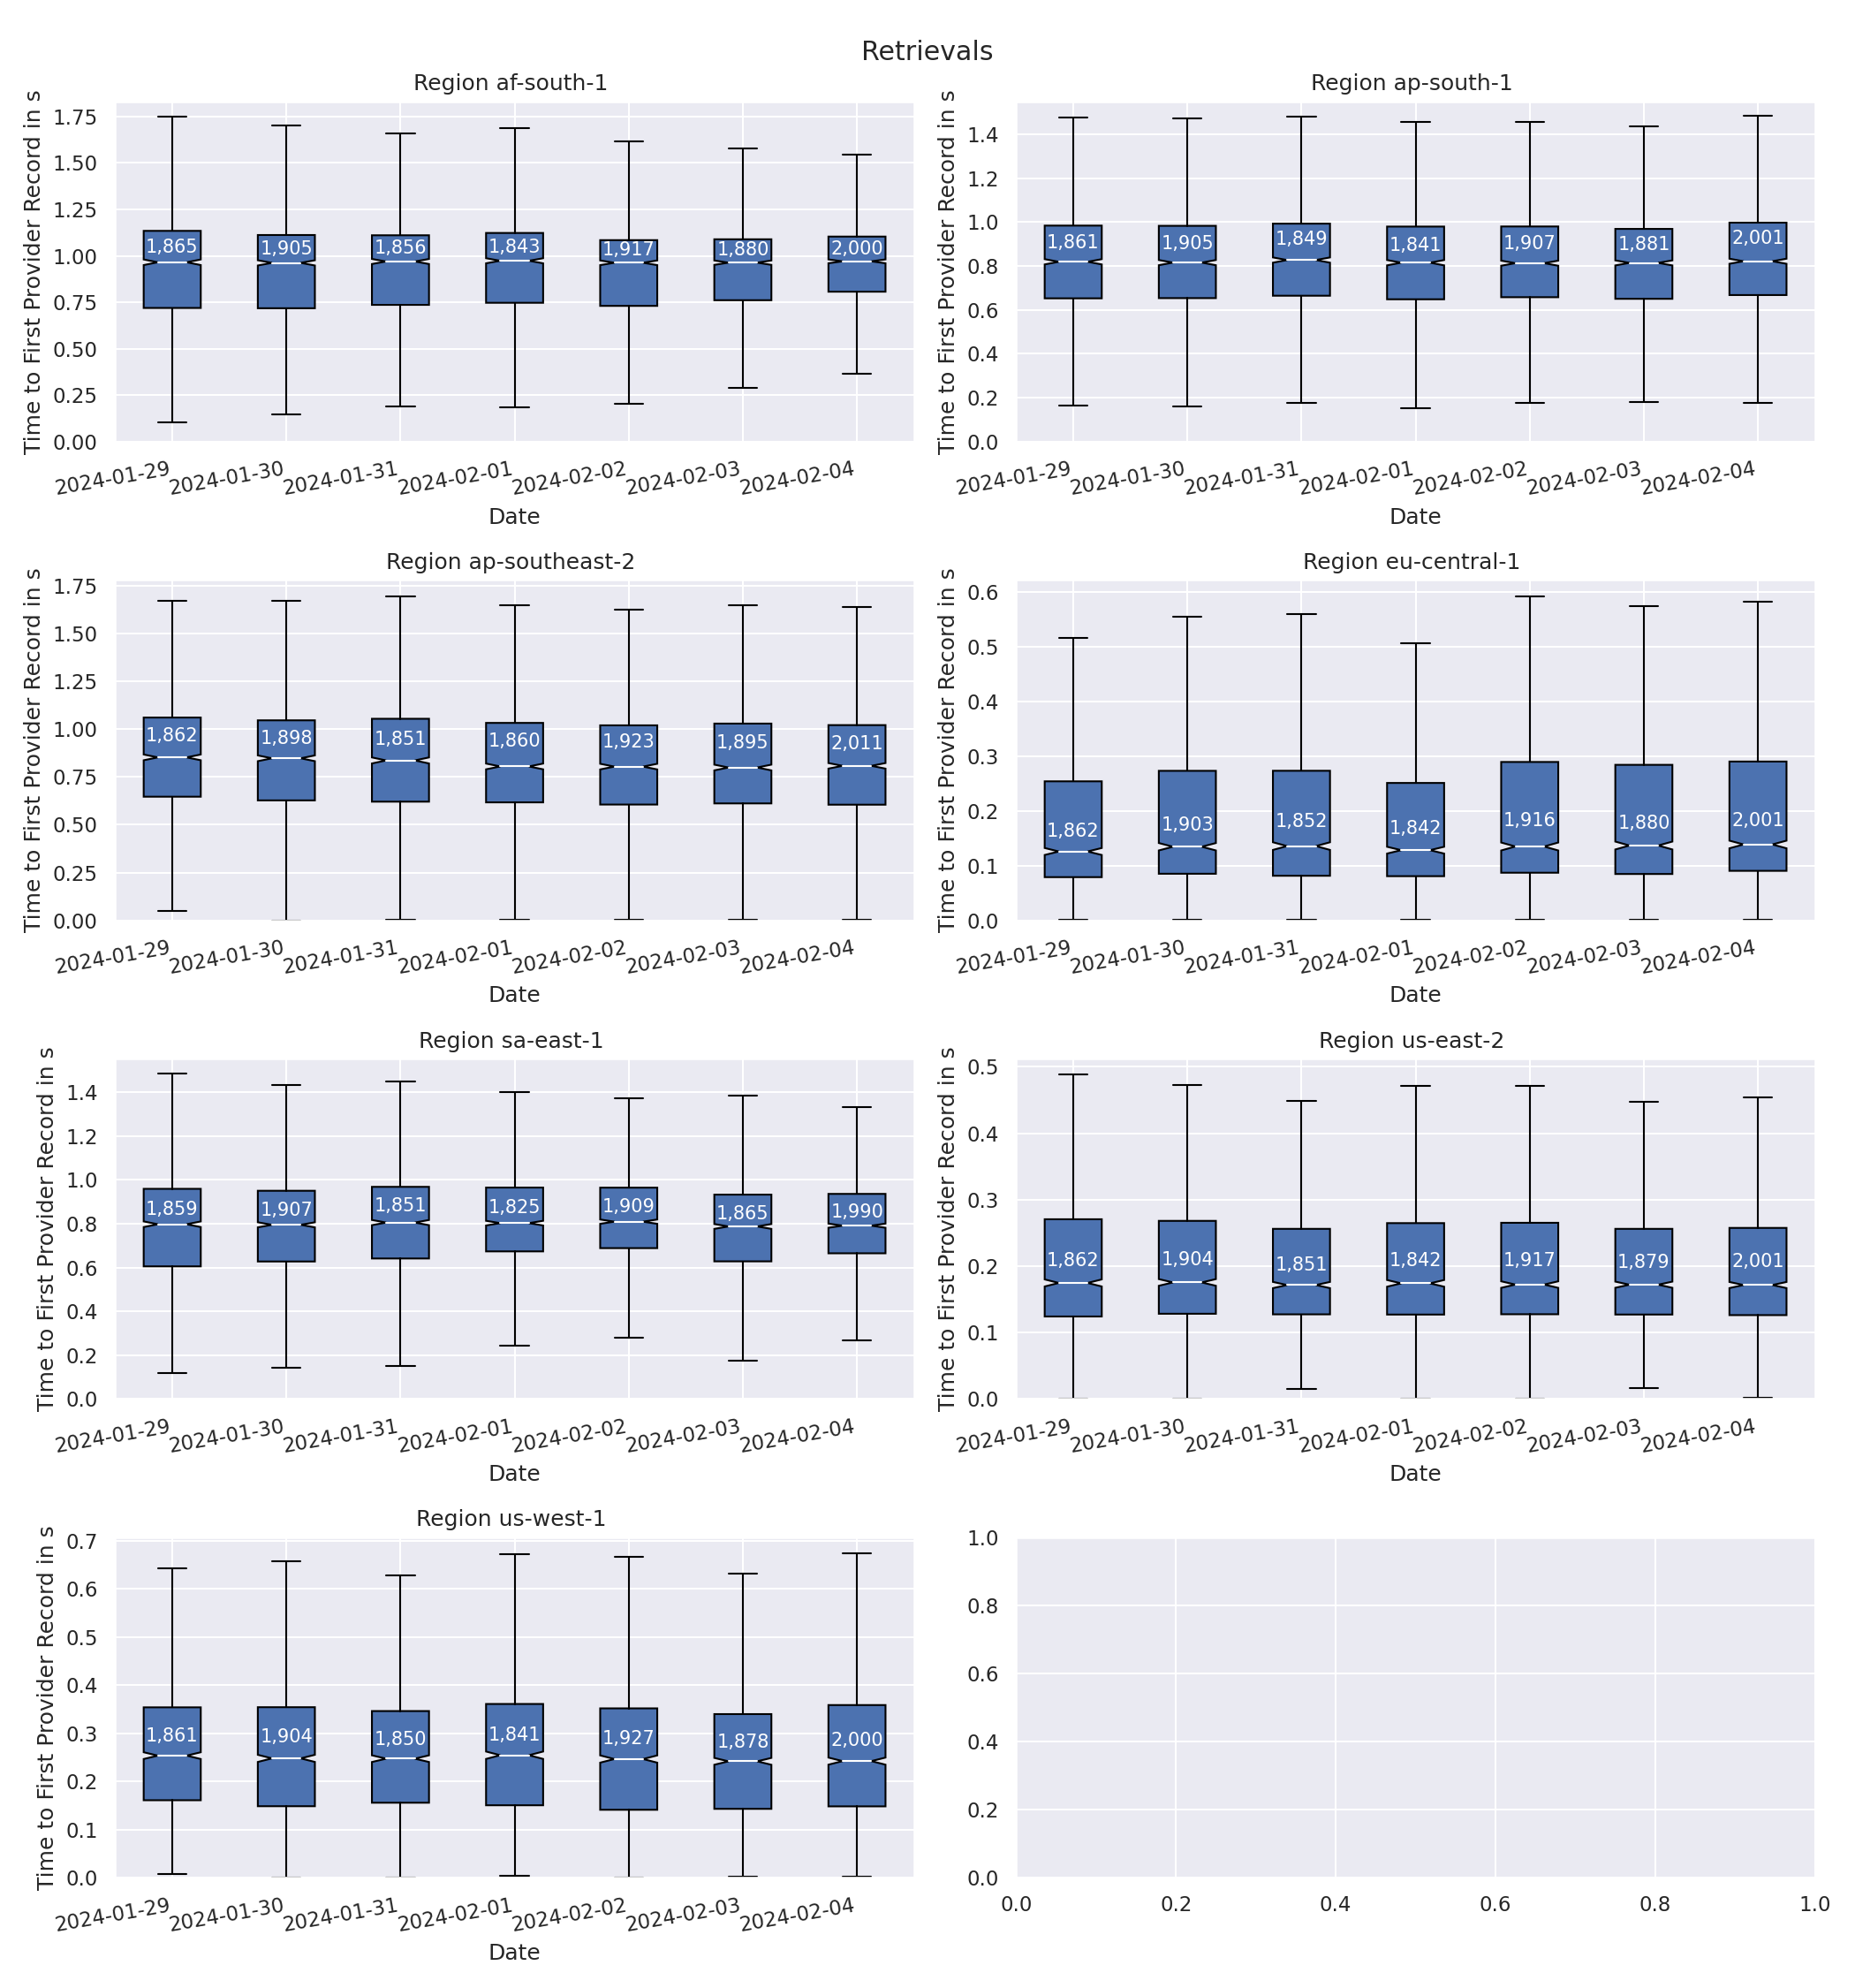 Retrievals
Region af-south-1
Time to First Provider Record in s
1.75
1.50
1.25
1.00
0.75
0.50
0.25
0.00
1,865 1,905 1,856 1,843 1,917 1,880 2,000
2024-01-29 2024-01-30 2024-01-31 2024-02-01 2024-02-02 2024-02-03 2024-02-04
Date
Region ap-south-1
Time to First Provider Record in s
1.4
1.2
1.0
0.8
0.6
0.4
0.2
0.0
1,861 1,905 1,849 1,841 1,907 1,881 2,001
2024-01-29 2024-01-30 2024-01-31 2024-02-01 2024-02-02 2024-02-03 2024-02-04
Date
Region ap-southeast-2
Time to First Provider Record in s
1.75
1.50
1.25
1.00
0.75
0.50
0.25
0.00
1,862 1,898 1,851 1,860 1,923 1,895 2,011
2024-01-29 2024-01-30 2024-01-31 2024-02-01 2024-02-02 2024-02-03 2024-02-04
Date
Region eu-central-1
Time to First Provider Record in s
0.6
0.5
0.4
0.3
0.2
0.1
0.0
1,862 1,903 1,852 1,842 1,916 1,880 2,001
2024-01-29 2024-01-30 2024-01-31 2024-02-01 2024-02-02 2024-02-03 2024-02-04
Date
Region sa-east-1
Time to First Provider Record in s
1.4
1.2
1.0
0.8
0.6
0.4
0.2
0.0
1,859 1,907 1,851 1,825 1,909 1,865 1,990
2024-01-29 2024-01-30 2024-01-31 2024-02-01 2024-02-02 2024-02-03 2024-02-04
Date
Region us-east-2
Time to First Provider Record in s
0.5
0.4
0.3
0.2
0.1
0.0
1,862 1,904 1,851 1,842 1,917 1,879 2,001
2024-01-29 2024-01-30 2024-01-31 2024-02-01 2024-02-02 2024-02-03 2024-02-04
Date
Region us-west-1
Time to First Provider Record in s
0.7
0.6
0.5
0.4
0.3
0.2
0.1
0.0
1,861 1,904 1,850 1,841 1,927 1,878 2,000
2024-01-29 2024-01-30 2024-01-31 2024-02-01 2024-02-02 2024-02-03 2024-02-04
Date
1.0
0.8
0.6
0.4
0.2
0.0
0.0 0.2 0.4 0.6 0.8 1.0